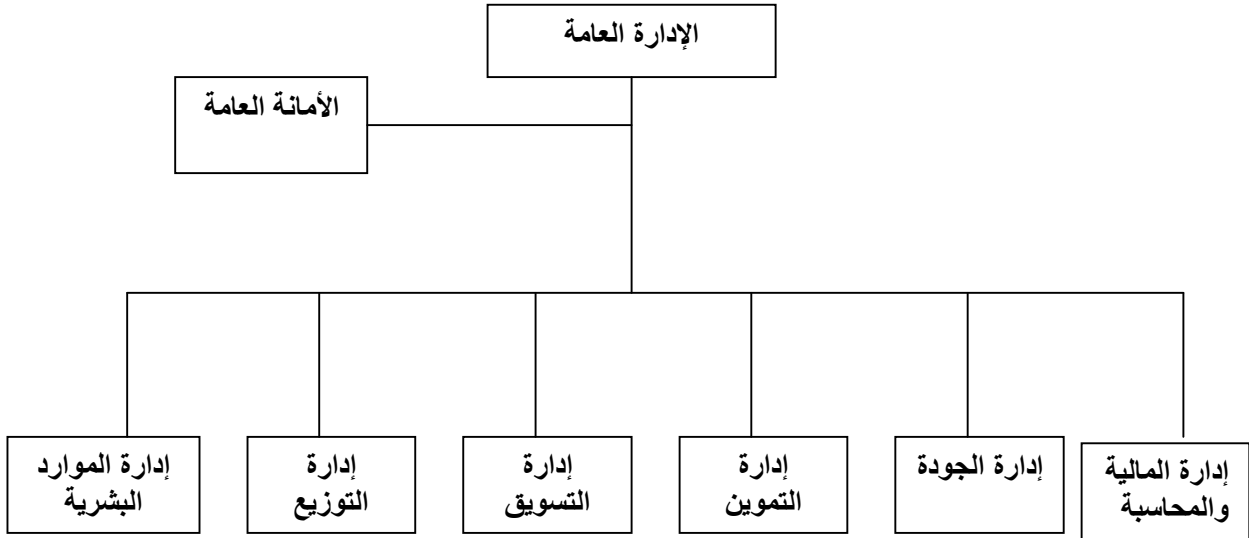 الإدارة العامة
الأمانة العامة
إدارة المالية
والمحاسبة
إدارة الجودة
إدارة
التموين
إدارة
التسويق
إدارة
التوزيع
إدارة الموارد
البشرية